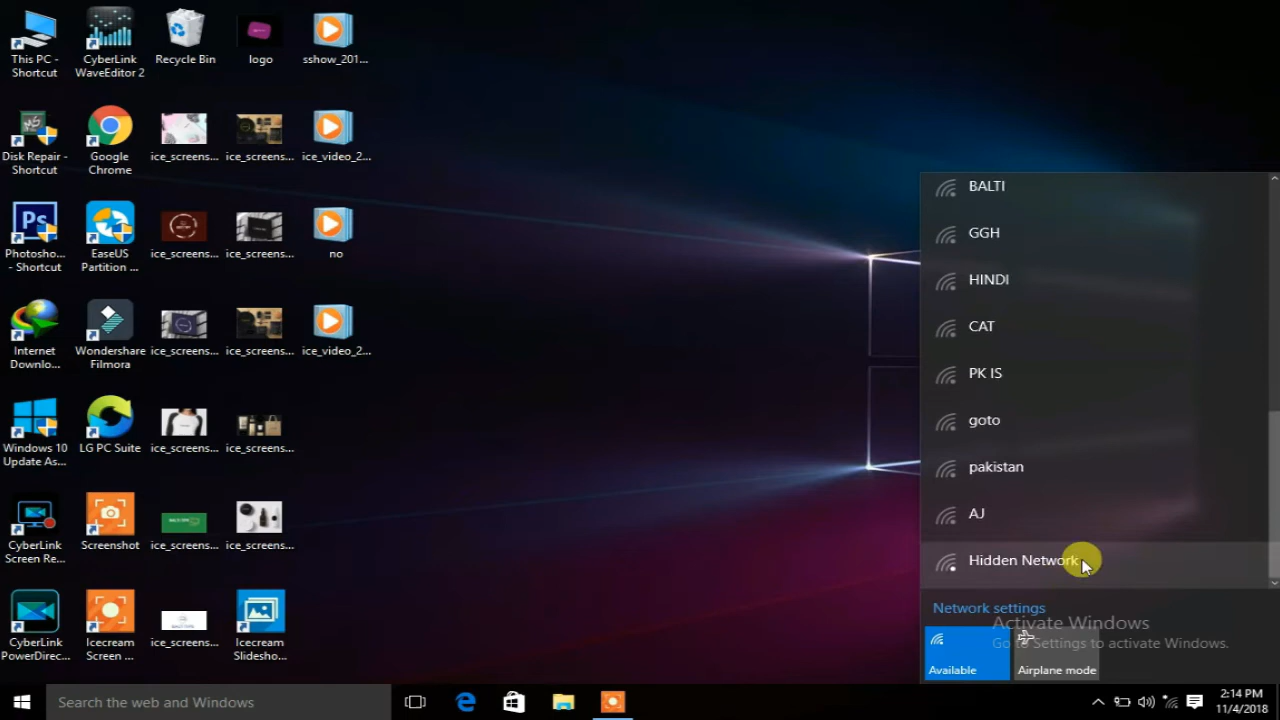 This PC -
Shortcut
CyberLink
WaveEditor 2
Recycle Bin
logo
sshow_201...
Disk Repair -
Shortcut
Google
Chrome
ice_screens...
ice_screens...
ice_video_2...
Photosho...
- Shortcut
EaseUS
Partition ...
ice_screens...
ice_screens...
no
Internet
Downlo...
Wondershare
Filmora
ice_screens...
ice_screens...
ice_video_2...
Windows 10
Update As...
LG PC Suite
ice_screens...
ice_screens...
CyberLink
Screen Re...
Screenshot
ice_screens...
ice_screens...
CyberLink
PowerDirec...
Icecream
Screen ...
ice_screens...
Icecream
Slidesho...
Ps
BALTI
GGH
HINDI
CAT
PK IS
goto
pakistan
AJ
Hidden Network
Network settings
Activate Windows
Go to Settings to activate Windows.
Available
Airplane mode
Search the web and Windows
2:14 PM
11/4/2018